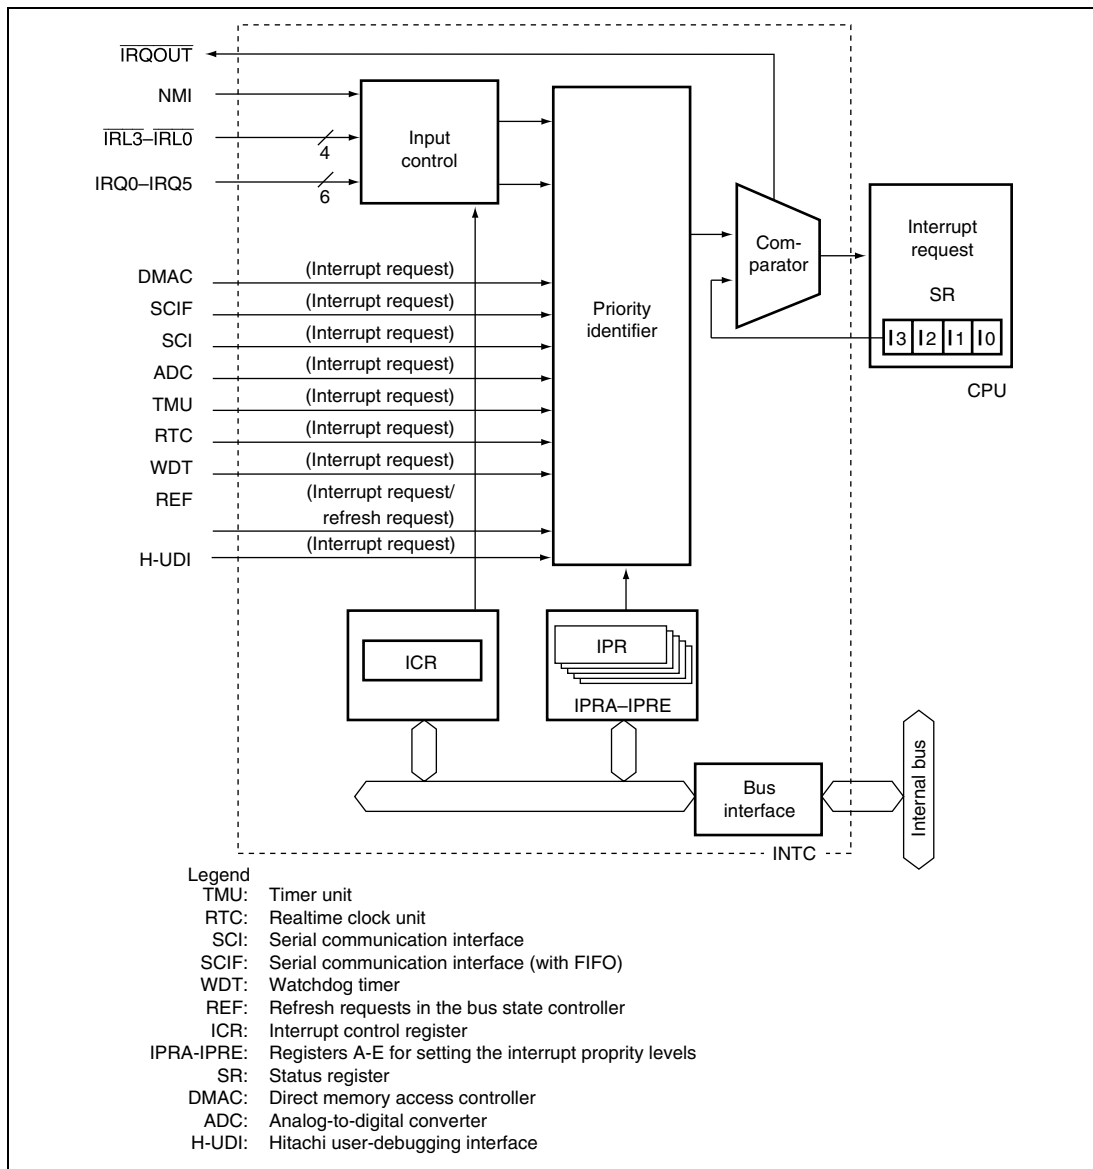 IRQOUT
NMI
IRL3–IRL0
4
IRQ0–IRQ5
6
Input
control
DMAC (Interrupt request)
SCIF (Interrupt request)
SCI (Interrupt request)
ADC (Interrupt request)
TMU (Interrupt request)
RTC (Interrupt request)
WDT (Interrupt request)
REF (Interrupt request/
refresh request)
H-UDI (Interrupt request)
Priority
identifier
Com-
parator
Interrupt
request
SR
I3 I2 I1 I0
CPU
ICR
IPR
IPRA–IPRE
Bus
interface
Internal bus
INTC
Legend
TMU: Timer unit
RTC: Realtime clock unit
SCI: Serial communication interface
SCIF: Serial communication interface (with FIFO)
WDT: Watchdog timer
REF: Refresh requests in the bus state controller
ICR: Interrupt control register
IPRA-IPRE: Registers A-E for setting the interrupt proprity levels
SR: Status register
DMAC: Direct memory access controller
ADC: Analog-to-digital converter
H-UDI: Hitachi user-debugging interface